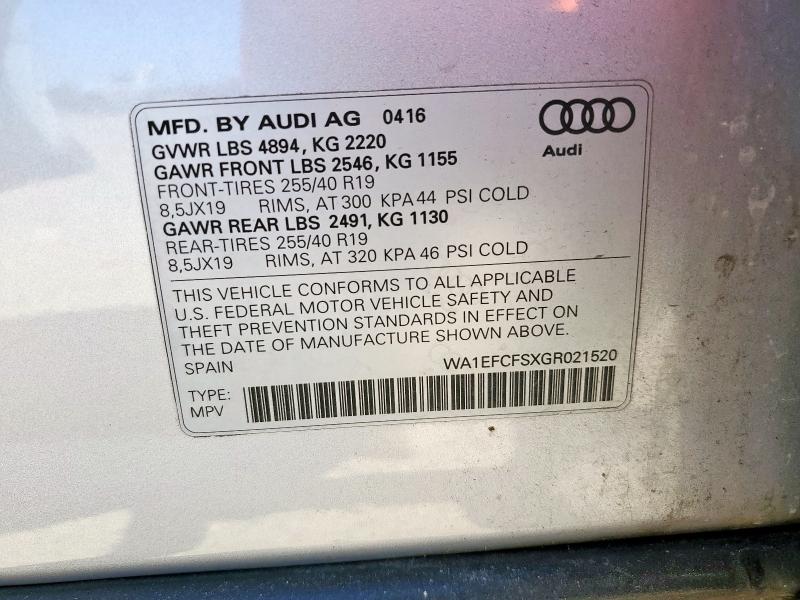 MFD. BY AUDI AG 0416
GVWR LBS 4894, KG 2220
GAWR FRONT LBS 2546, KG 1155
FRONT-TIRES 255/40 R19
8,5JX19 RIMS, AT 300 KPA 44 PSI COLD
GAWR REAR LBS 2491, KG 1130
REAR-TIRES 255/40 R19
8,5JX19 RIMS, AT 320 KPA 46 PSI COLD
Audi
THIS VEHICLE CONFORMS TO ALL APPLICABLE
U.S. FEDERAL MOTOR VEHICLE SAFETY AND
THEFT PREVENTION STANDARDS IN EFFECT ON
THE DATE OF MANUFACTURE SHOWN ABOVE.
SPAIN WA1EFCFSXGR021520
TYPE:
MPV